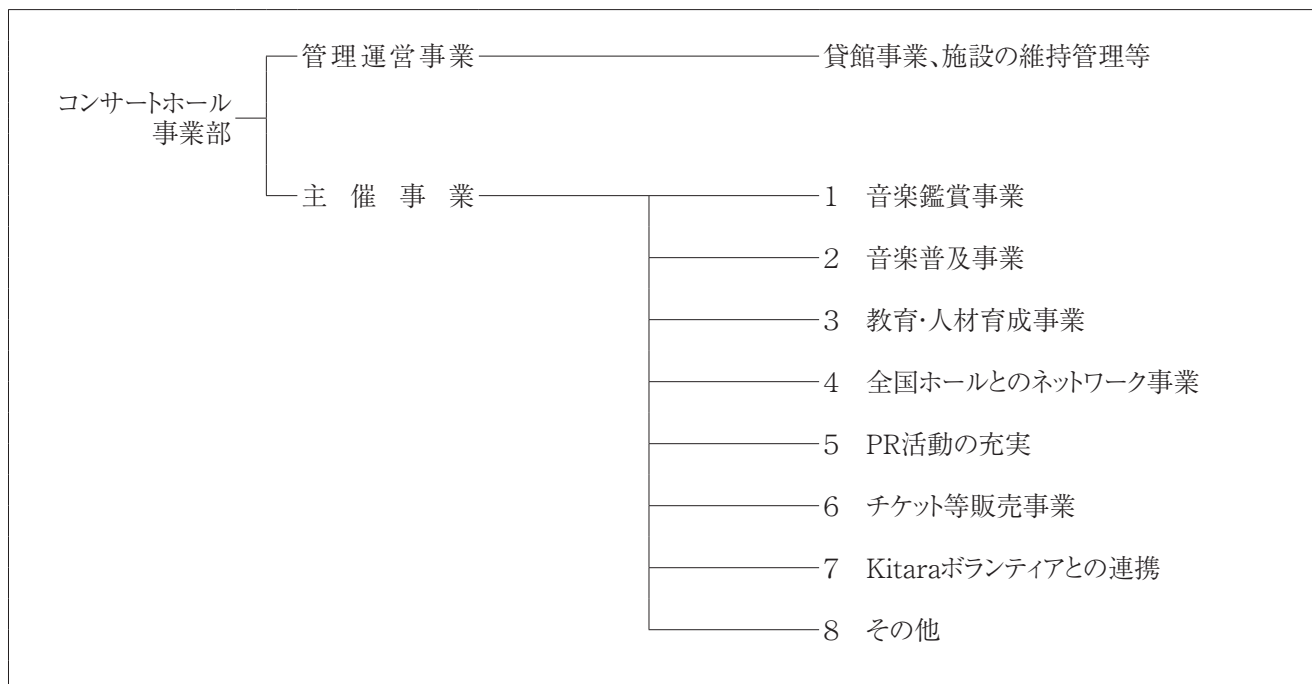 管理運営事業 貸館事業、施設の維持管理等
コンサートホール
事業部
主催事業 1 音楽鑑賞事業
2 音楽普及事業
3 教育・人材育成事業
4 全国ホールとのネットワーク事業
5 PR活動の充実
6 チケット等販売事業
7 Kitaraボランティアとの連携
8 その他